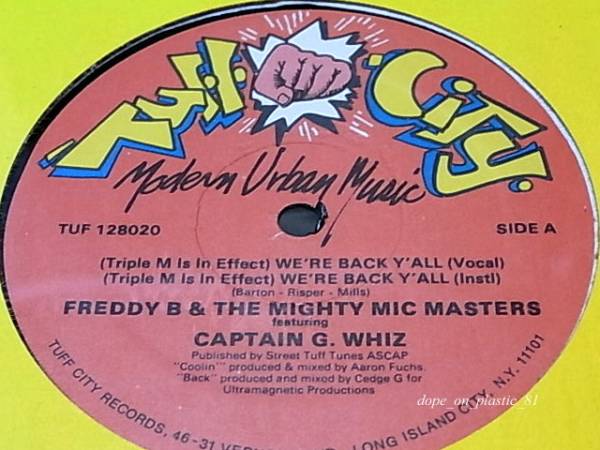 Tuff City
Modern Urban Music
TUF 128020
SIDE A
(Triple M Is In Effect) WE'RE BACK Y'ALL (Vocal)
(Triple M Is In Effect) WE'RE BACK Y'ALL (Instl)
(Barton - Risper - Mills)
FREDDY B & THE MIGHTY MIC MASTERS
featuring
CAPTAIN G. WHIZ
Published by Street Tuff Tunes ASCAP
"Coolin'" produced & mixed by Aaron Fuchs.
"Back" produced and mixed by Cedge G for
Ultramagnetic Productions
TUFF CITY RECORDS, 46-31 LONG ISLAND CITY, N.Y. 11101
dope_on_plastic_81